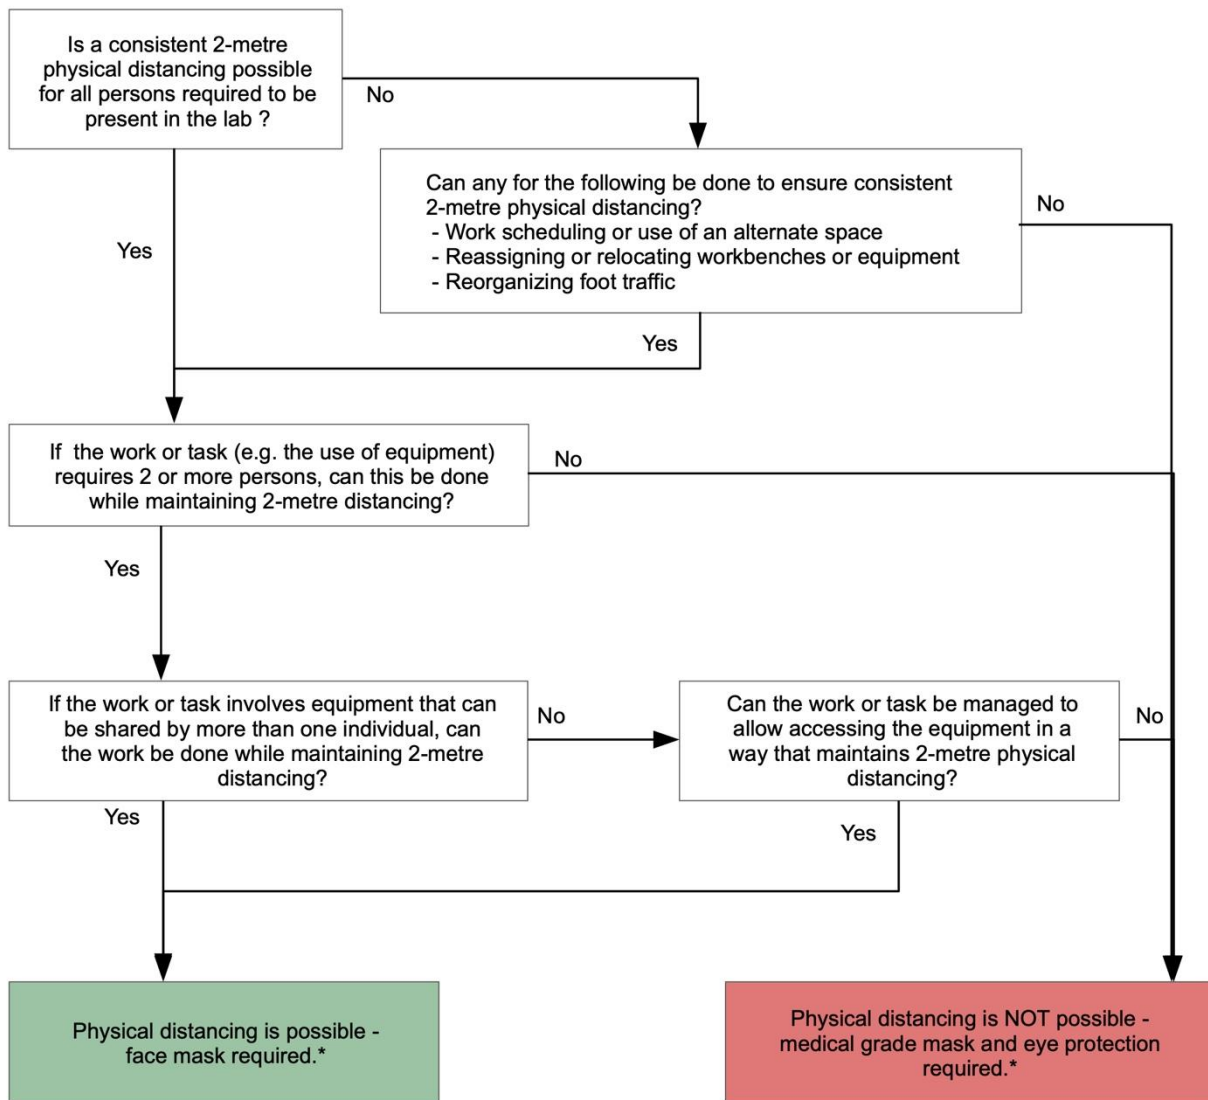 Is a consistent 2-metre
physical distancing possible
for all persons required to be
present in the lab ?
No
Can any for the following be done to ensure consistent
2-metre physical distancing?
- Work scheduling or use of an alternate space
- Reassigning or relocating workbenches or equipment
- Reorganizing foot traffic
No
Yes
Yes
If the work or task (e.g. the use of equipment)
requires 2 or more persons, can this be done
while maintaining 2-metre distancing?
No
Yes
If the work or task involves equipment that can
be shared by more than one individual, can
the work be done while maintaining 2-metre
distancing?
No
Can the work or task be managed to
allow accessing the equipment in a
way that maintains 2-metre physical
distancing?
No
Yes
Yes
Physical distancing is possible -
face mask required.*
Physical distancing is NOT possible -
medical grade mask and eye protection
required.*